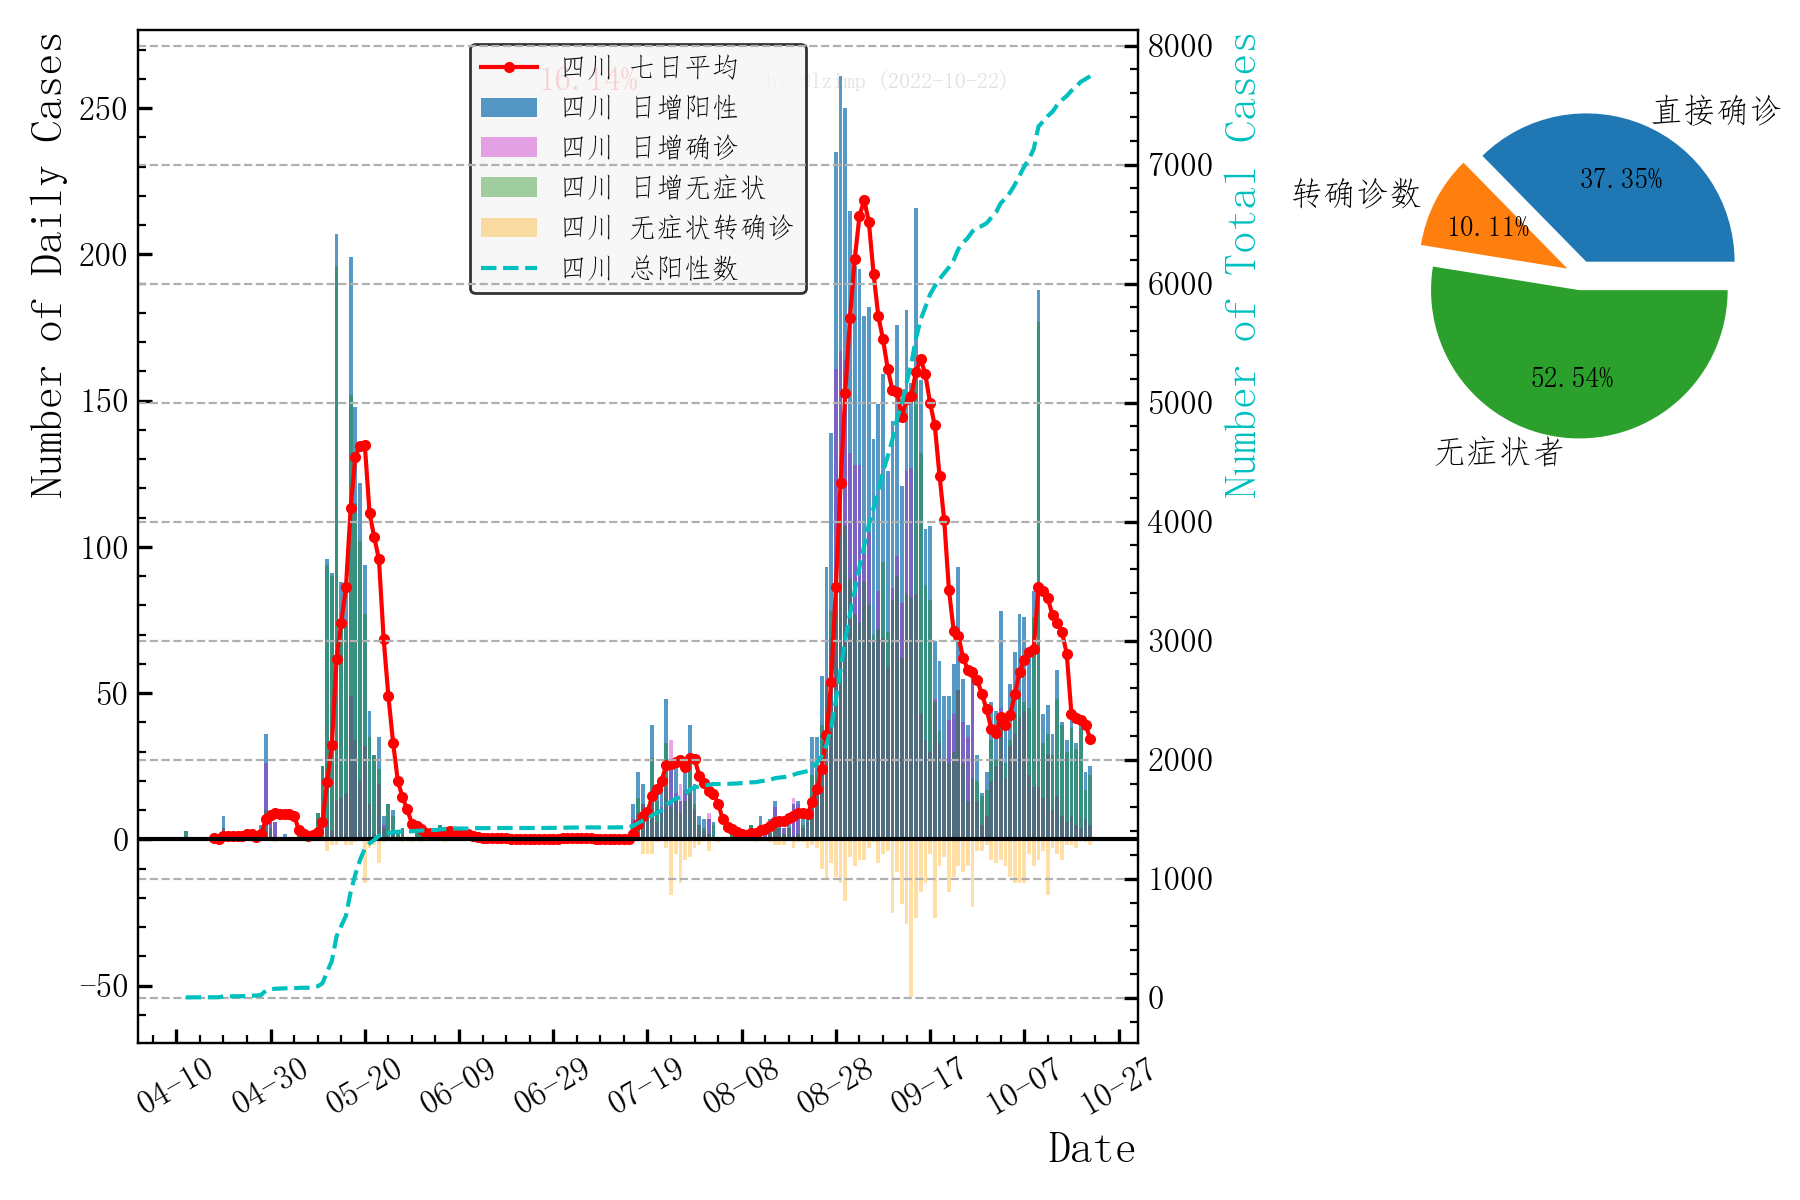 Number of Daily Cases
250
200
150
100
50
0
−50
四川 七日平均
四川 日增阳性
四川 日增确诊
四川 日增无症状
四川 无症状转确诊
四川 总阳性数
16.14%
(2022-10-22)
8000
7000
6000
5000
4000
3000
2000
1000
0
Number of Total Cases
04-10
04-30
05-20
06-09
06-29
07-19
08-08
08-28
09-17
10-07
10-27
Date
直接确诊
37.35%
转确诊数
10.11%
52.54%
无症状者